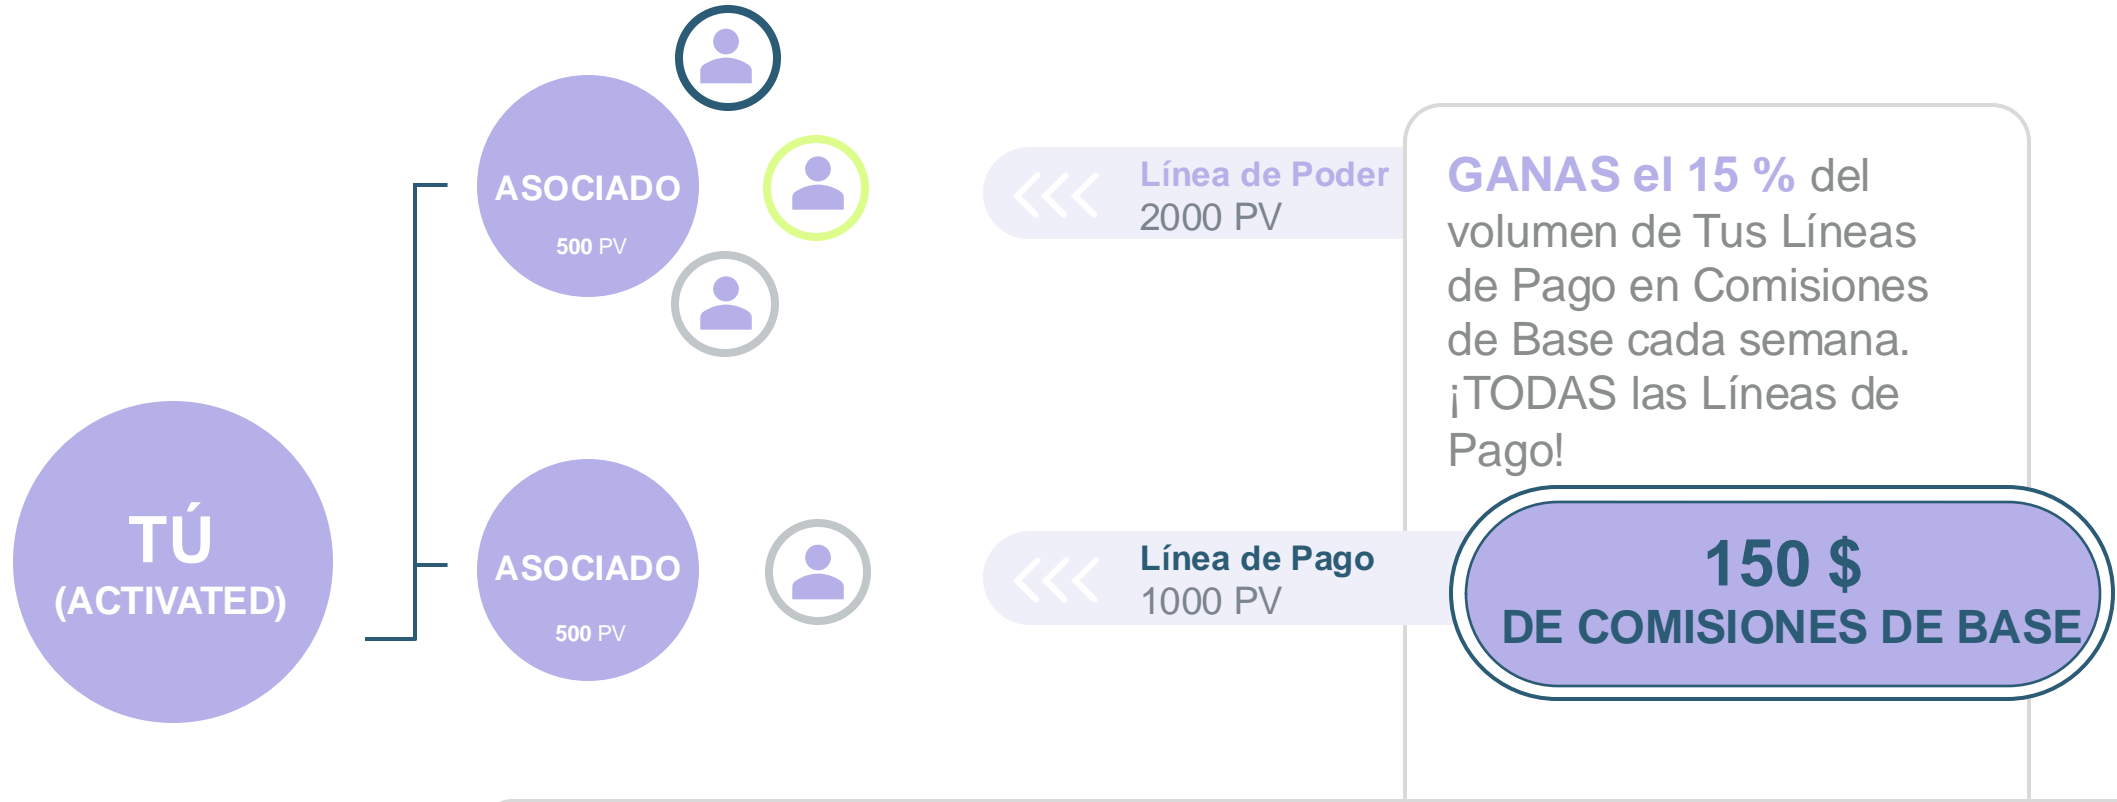 TÚ
(ACTIVATED)
ASOCIADO
500 PV
ASOCIADO
500 PV
Línea de Poder
2000 PV
Línea de Pago
1000 PV
GANAS el 15 % del
volumen de Tus Líneas
de Pago en Comisiones
de Base cada semana.
¡TODAS las Líneas de
Pago!
150 $
DE COMISIONES DE BASE